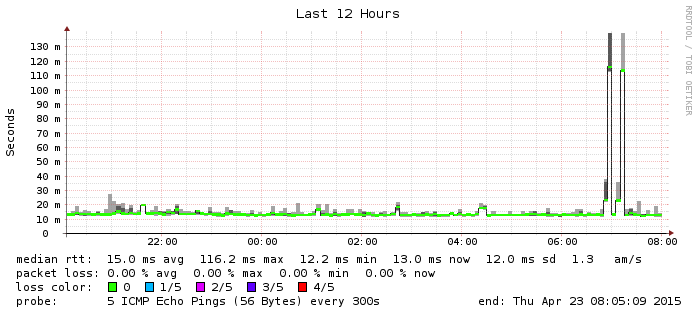 Last 12 Hours
RRDTOOL / TOBI OETIKER
Seconds
130 m
120 m
110 m
100 m
90 m
80 m
70 m
60 m
50 m
40 m
30 m
20 m
10 m
0
22:00 00:00 02:00 04:00 06:00 08:00
median rtt: 15.0 ms avg 116.2 ms max 12.2 ms min 13.0 ms now 12.0 ms sd 1.3 am/s
packet loss: 0.00 % avg 0.00 % max 0.00 % min 0.00 % now
loss color: 0 1/5 2/5 3/5 4/5
probe: 5 ICMP Echo Pings (56 Bytes) every 300s end: Thu Apr 23 08:05:09 2015